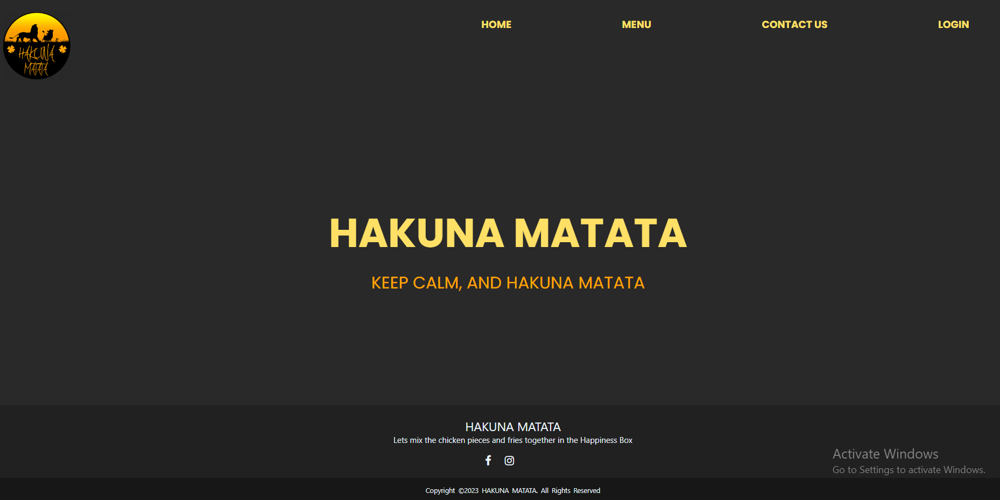 HAKUNA
MATATA
HOME
MENU
CONTACT US
LOGIN
HAKUNA MATATA
KEEP CALM, AND HAKUNA MATATA
HAKUNA MATATA
Lets mix the chicken pieces and fries together in the Happiness Box
Activate Windows
Go to Settings to activate Windows.
Copyright ©2023 HAKUNA MATATA. All Rights Reserved